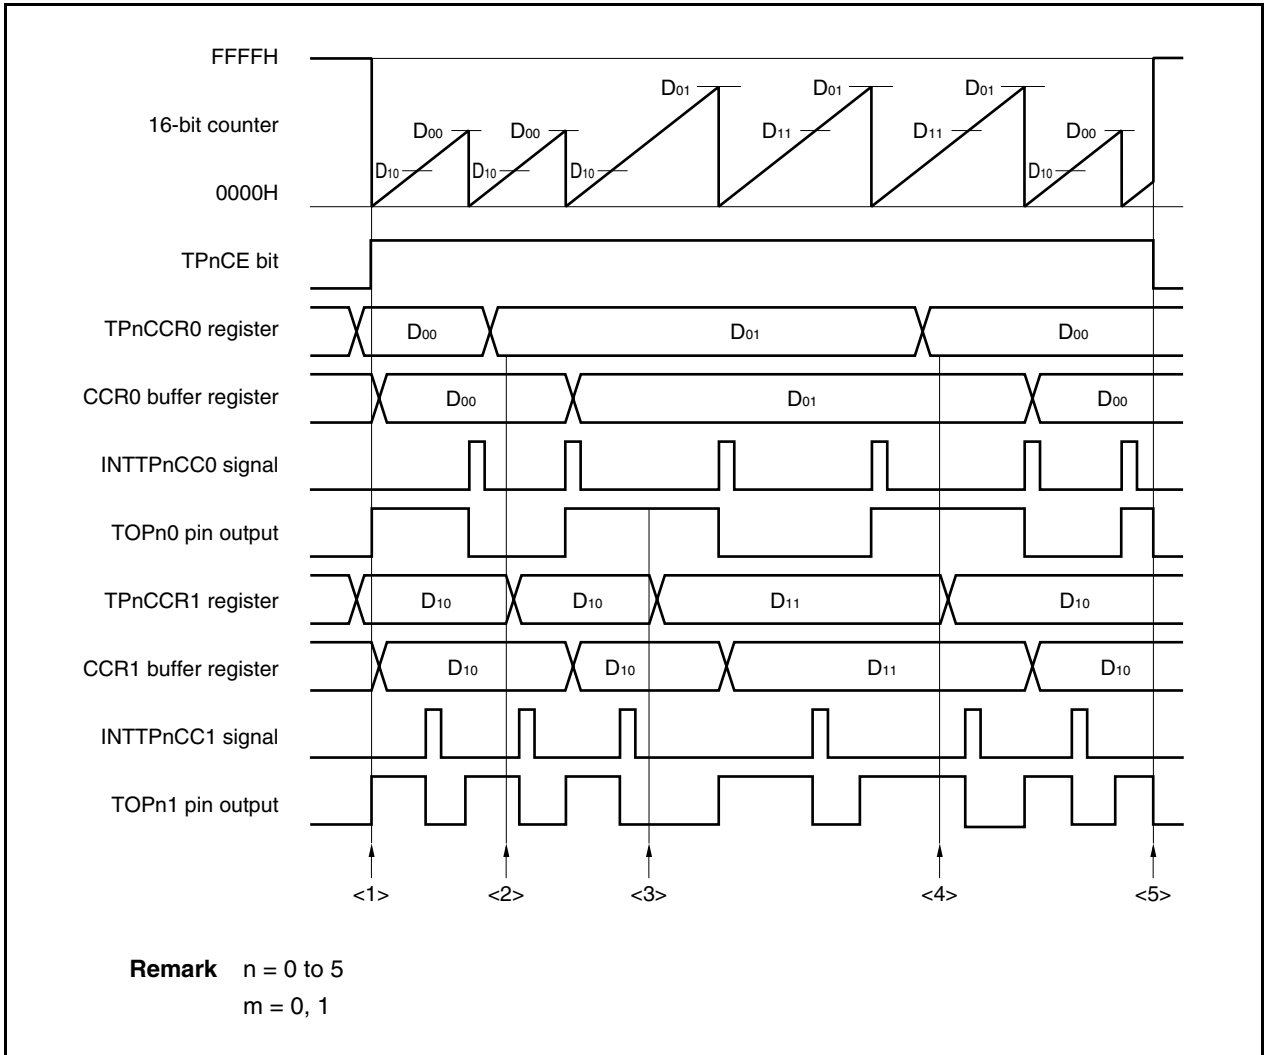 FFFFH
D01 D01 D01
16-bit counter
D00 D00 D11 D11 D00
D10 D10 D10 D10
0000H
TPnCE bit
TPnCCR0 register D00 D01 D00
CCR0 buffer register D00 D01 D00
INTTPnCC0 signal
TOPn0 pin output
TPnCCR1 register D10 D10 D11 D10
CCR1 buffer register D10 D10 D11 D10
INTTPnCC1 signal
TOPn1 pin output
<1> <2> <3> <4> <5>
Remark n = 0 to 5
m = 0, 1